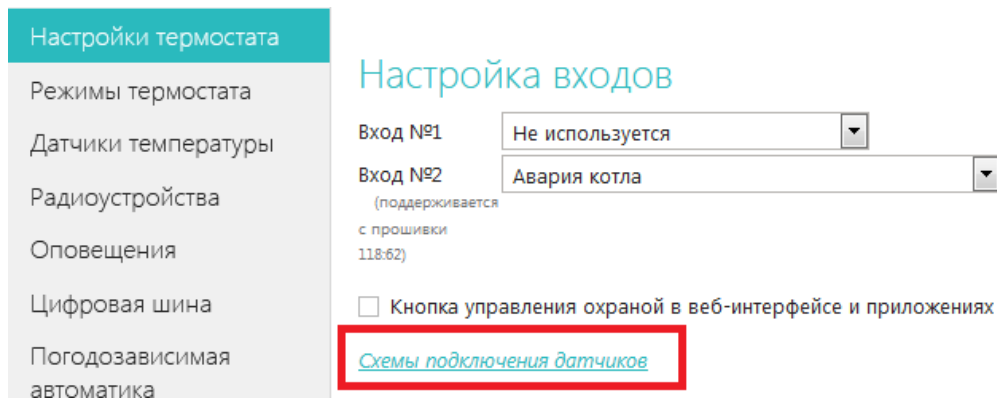 Настройки термостата
Режимы термостата
Датчики температуры
Радиоустройства
Оповещения
Цифровая шина
Погодозависимая
автоматика
Настройка входов
Вход №1 Не используется
Вход №2 Авария котла
(поддерживается
с прошивки
118:62)
Кнопка управления охраной в веб-интерфейсе и приложениях
Схемы подключения датчиков